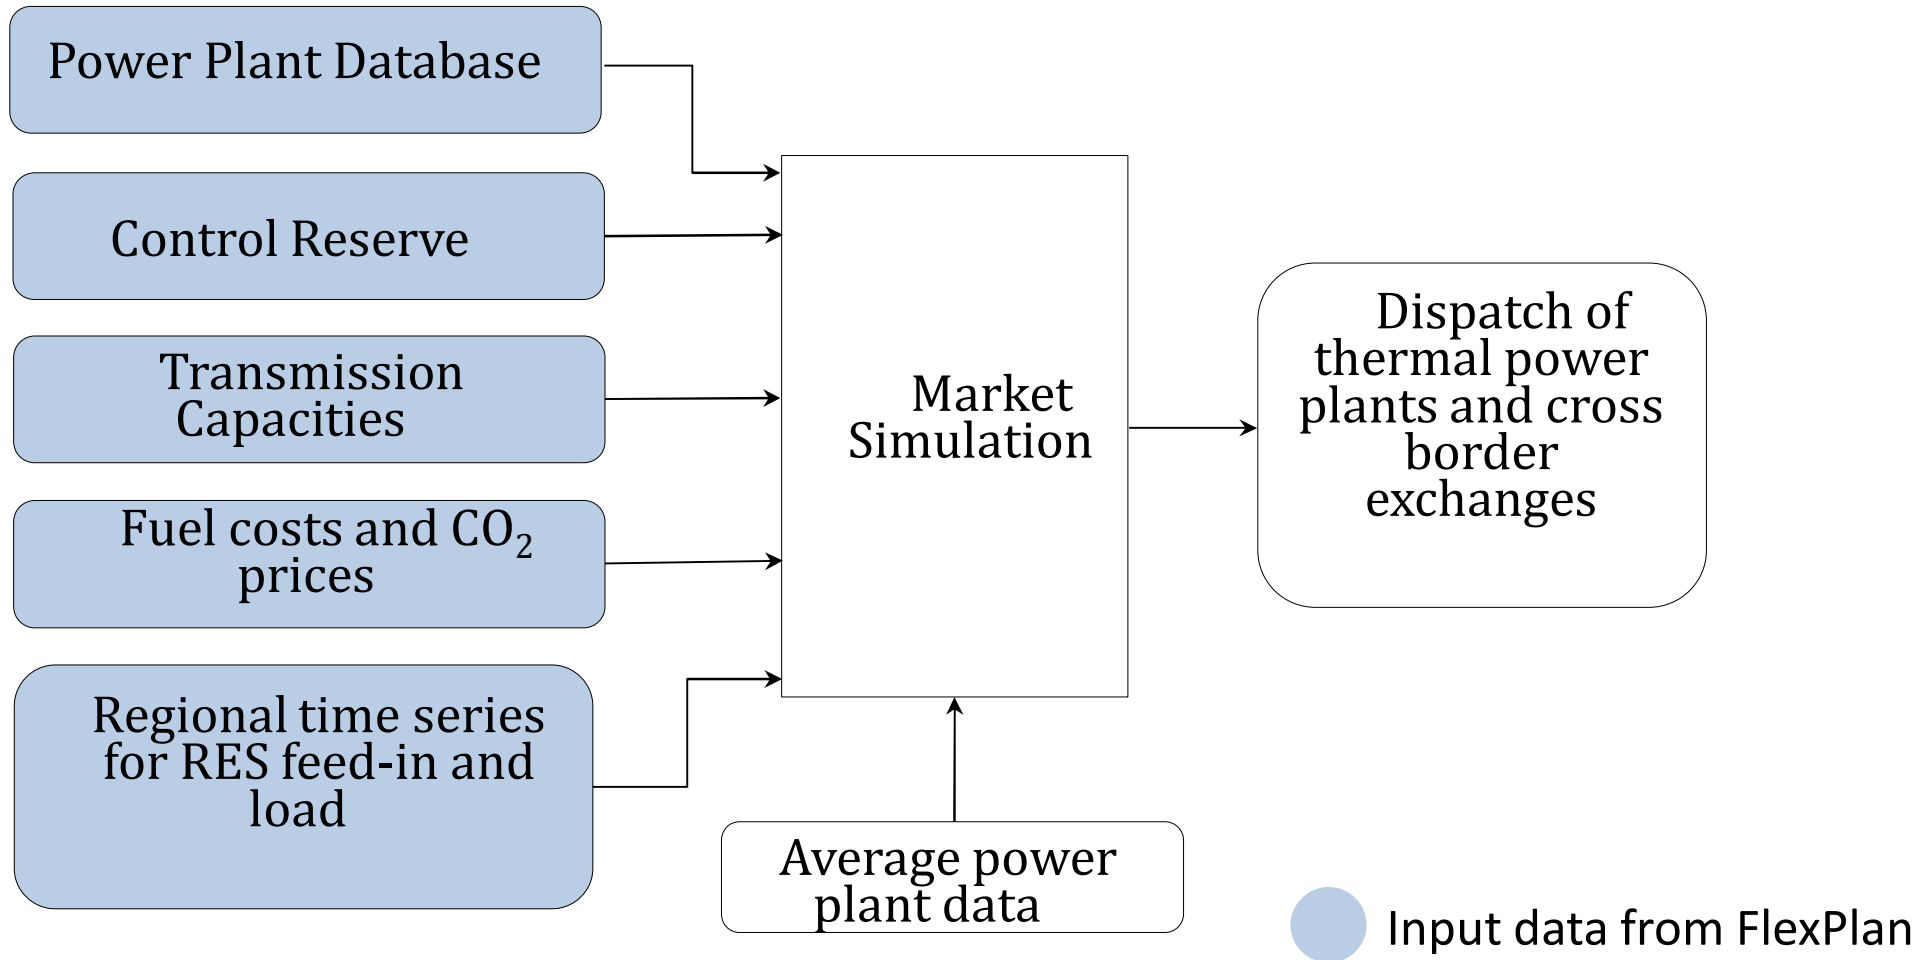 Power Plant Database
Control Reserve
Transmission
Capacities
Fuel costs and CO₂
prices
Regional time series
for RES feed-in and
load
Market
Simulation
Average power
plant data
Dispatch of
thermal power
plants and cross
border
exchanges
Input data from FlexPlan